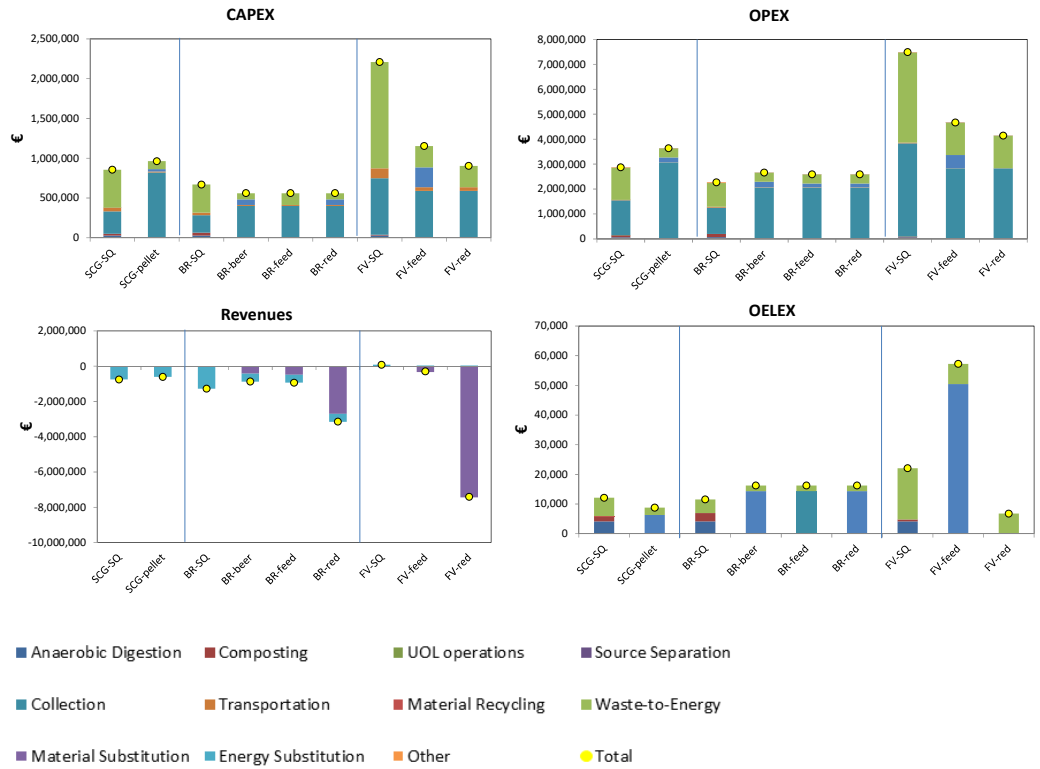 CAPEX
2,500,000
2,000,000
1,500,000
1,000,000
500,000
0
€
SCG-SQ
SCG-pellet
BR-SQ
BR-beer
BR-feed
BR-red
FV-SQ
FV-feed
FV-red
OPEX
8,000,000
7,000,000
6,000,000
5,000,000
4,000,000
3,000,000
2,000,000
1,000,000
0
€
SCG-SQ
SCG-pellet
BR-SQ
BR-beer
BR-feed
BR-red
FV-SQ
FV-feed
FV-red
Revenues
2,000,000
0
-2,000,000
-4,000,000
-6,000,000
-8,000,000
-10,000,000
€
SCG-SQ
SCG-pellet
BR-SQ
BR-beer
BR-feed
BR-red
FV-SQ
FV-feed
FV-red
OELEX
70,000
60,000
50,000
40,000
30,000
20,000
10,000
0
€
SCG-SQ
SCG-pellet
BR-SQ
BR-beer
BR-feed
BR-red
FV-SQ
FV-feed
FV-red
Anaerobic Digestion
Composting
UOL operations
Source Separation
Collection
Transportation
Material Recycling
Waste-to-Energy
Material Substitution
Energy Substitution
Other
Total